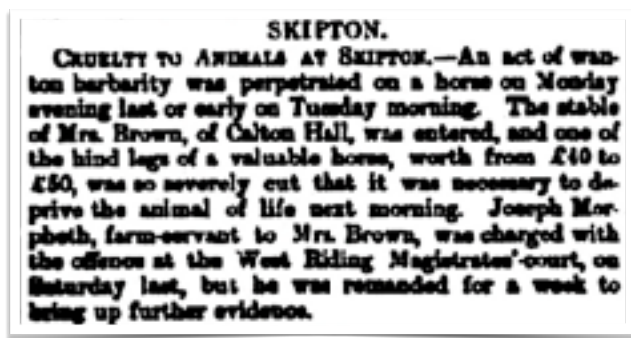 SKIPTON.
CRUELTY TO ANIMALS AT SKIPTON.—An act of wan-
ton barbarity was perpetrated on a horse on Monday
evening last or early on Tuesday morning. The stable
of Mrs. Brown, of Calton Hall, was entered, and one of
the hind legs of a valuable horse, worth from £40 to
£50, was so severely cut that it was necessary to de-
prive the animal of life next morning. Joseph Mor-
pheth, farm-servant to Mrs. Brown, was charged with
the offence at the West Riding Magistrates'-court, on
Saturday last, but he was remanded for a week to
bring up further evidence.